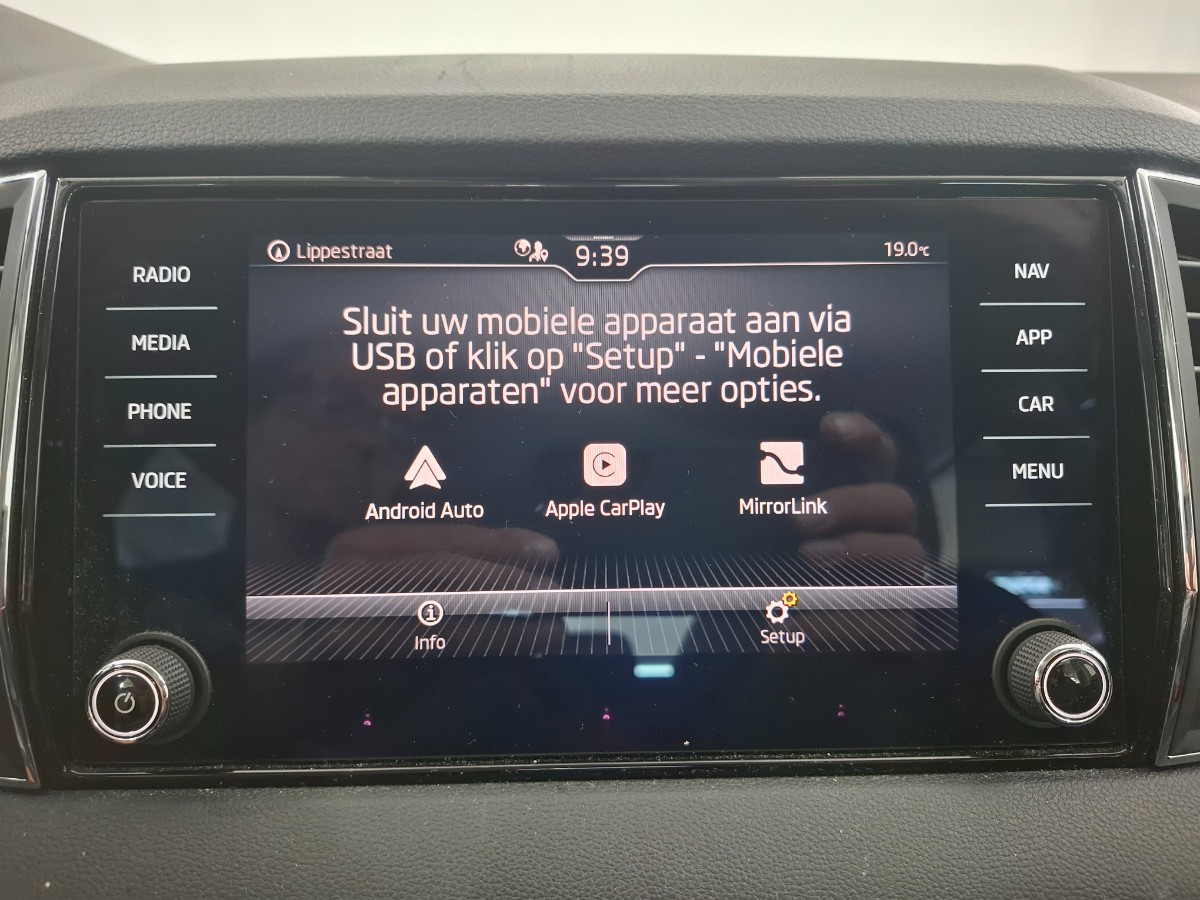 Lippestraat
9:39
19.0°C
RADIO
MEDIA
PHONE
VOICE
Sluit uw mobiele apparaat aan via
USB of klik op "Setup" - "Mobiele
apparaten" voor meer opties.
Android Auto
Apple CarPlay
MirrorLink
Info
Setup
NAV
APP
CAR
MENU